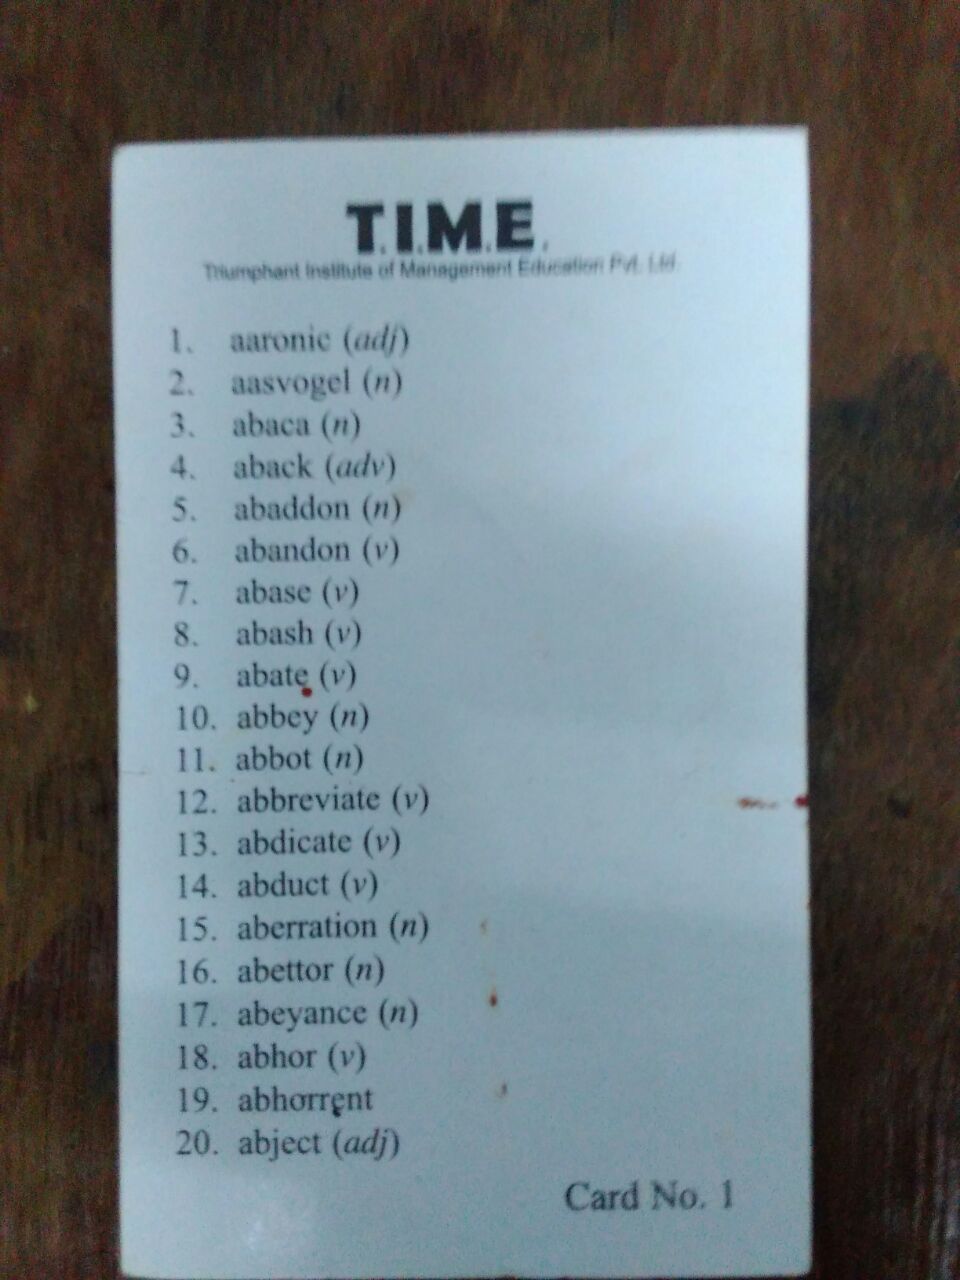 T.I.M.E.
Triumphant Institute of Management Education Pvt. Ltd.
1. aaronic (adj)
2. aasvogel (n)
3. abaca (n)
4. aback (adv)
5. abaddon (n)
6. abandon (v)
7. abase (v)
8. abash (v)
9. abate (v)
10. abbey (n)
11. abbot (n)
12. abbreviate (v)
13. abdicate (v)
14. abduct (v)
15. aberration (n)
16. abettor (n)
17. abeyance (n)
18. abhor (v)
19. abhorrent
20. abject (adj)
Card No. 1